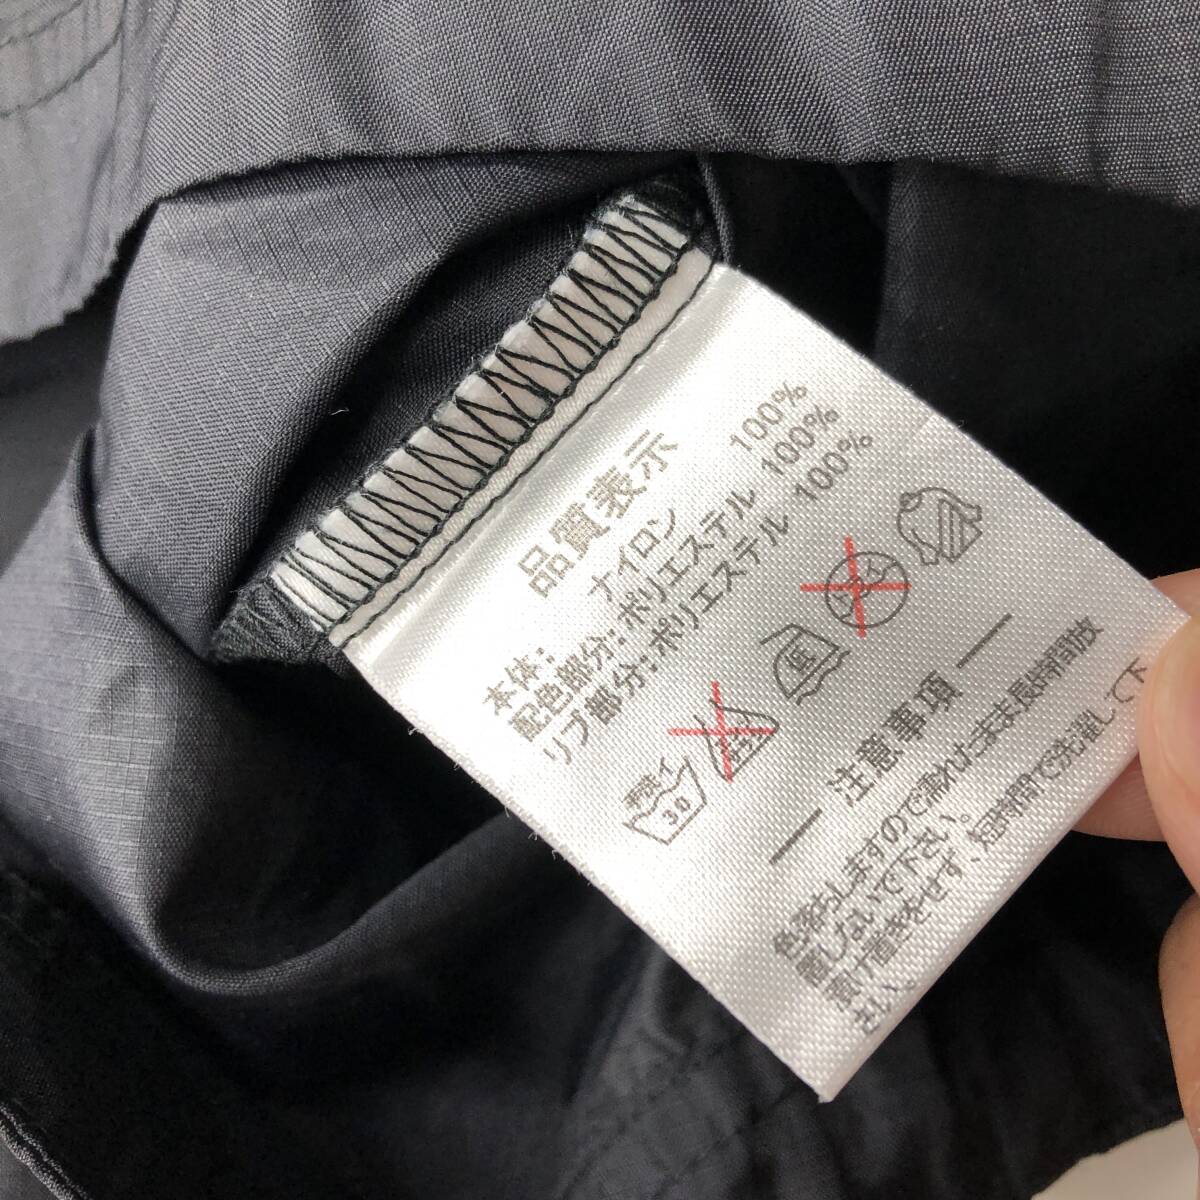 品質表示
本体: ナイロン 100%
配色部分: ポリエステル 100%
リブ部分: ポリエステル 100%
手洗イ
30
低
— 注意事項 —
色落ちしますので濡れたまま長時間放
置しないで下さい。
漬け置きをせず、短時間で洗濯して下
さい。